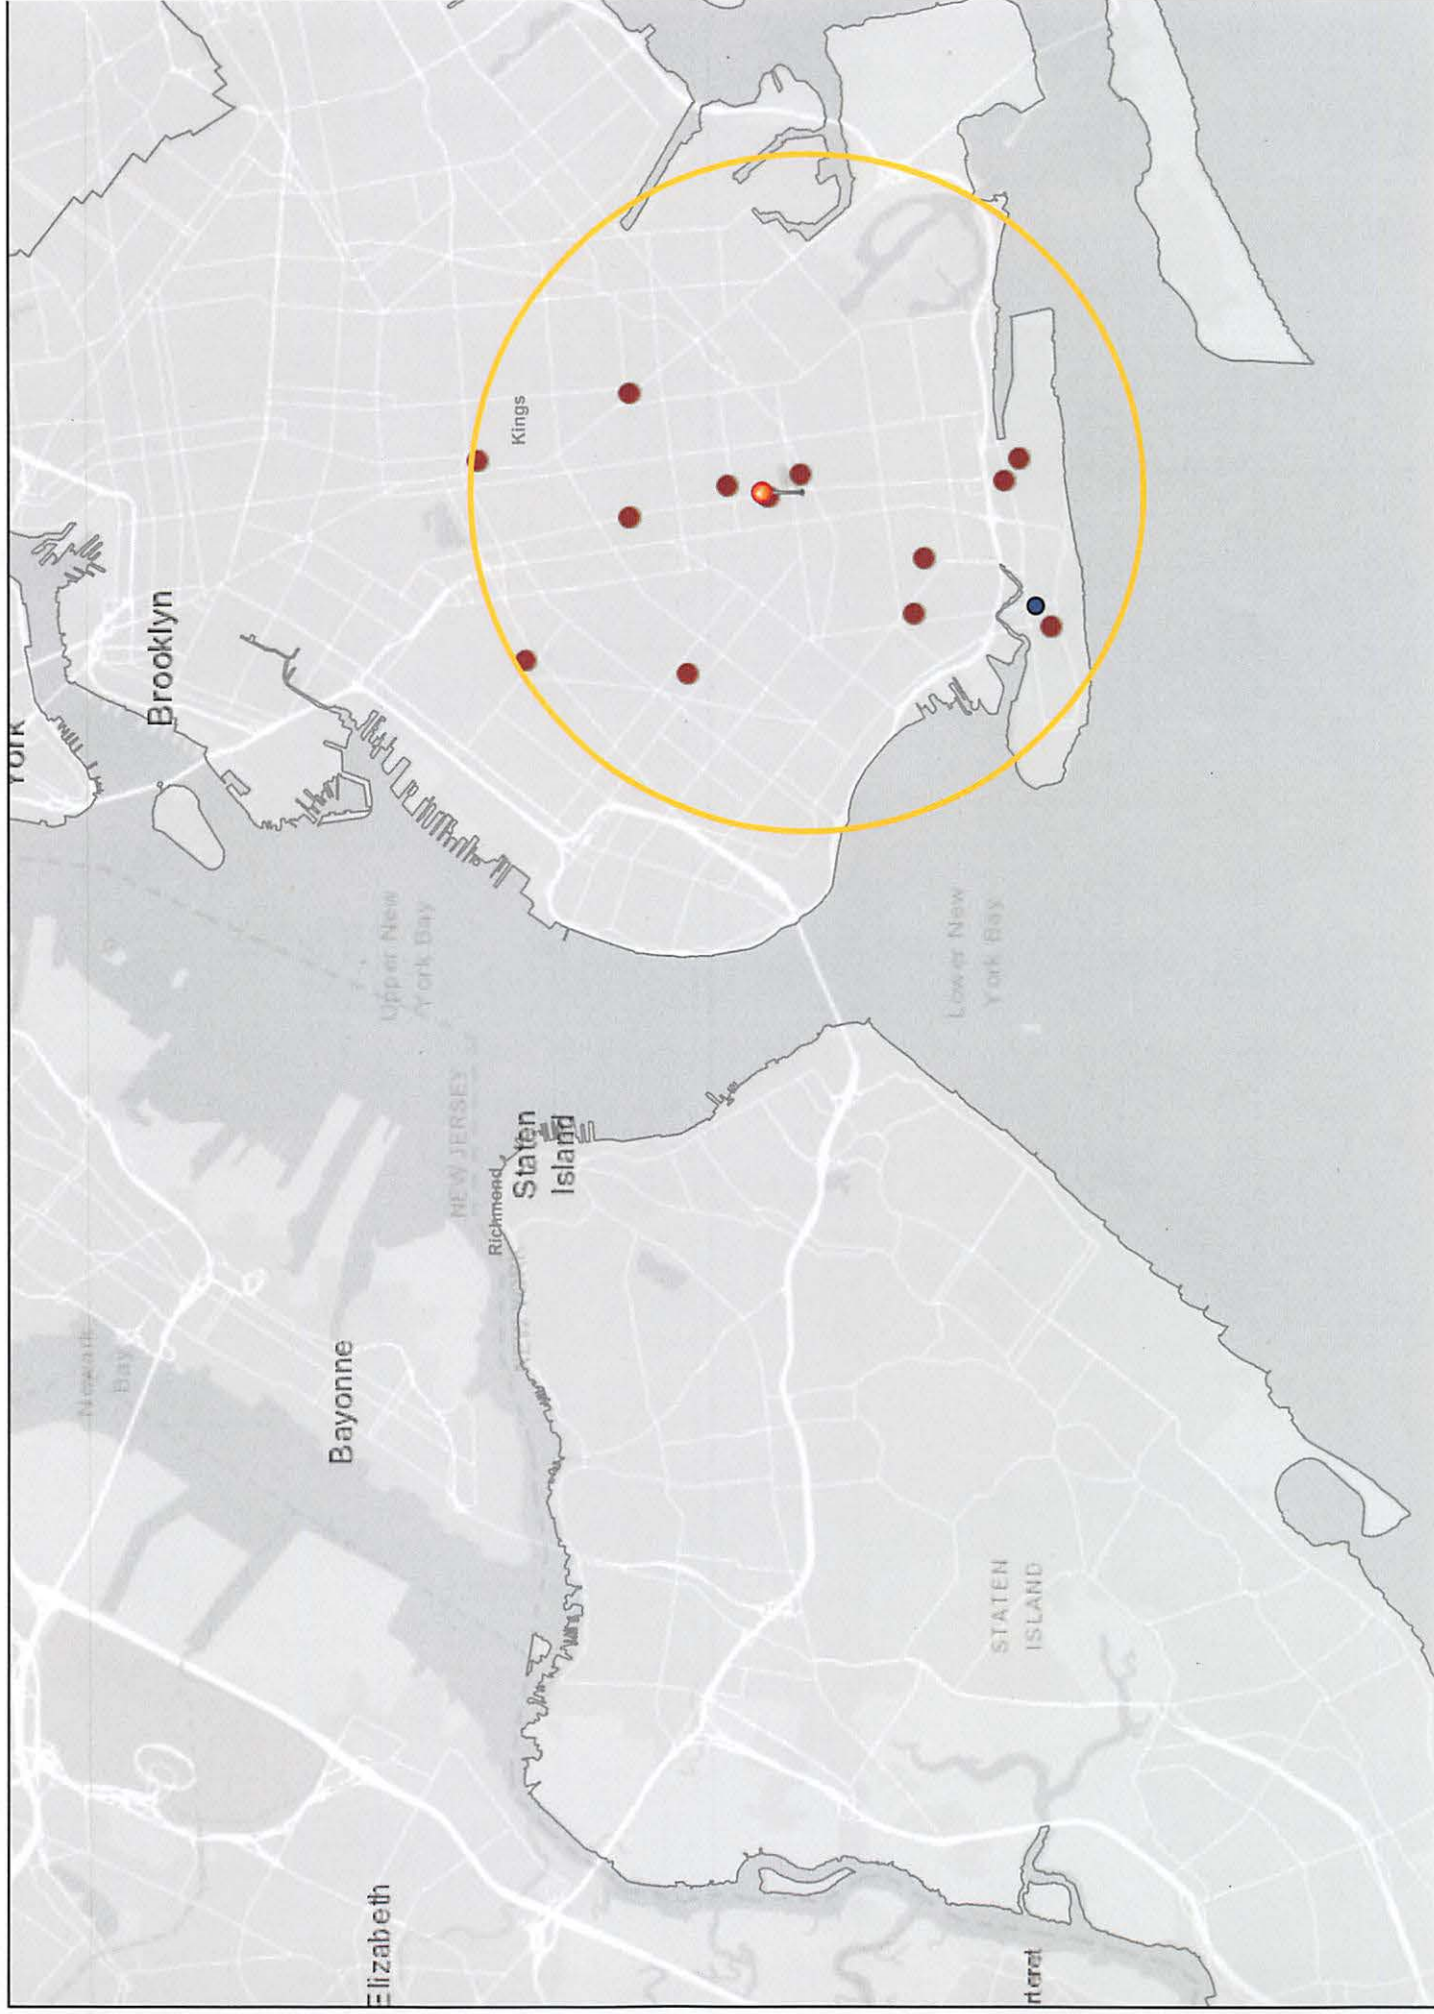 York
Brooklyn
Kings
Upper New
York Bay
Lower New
York Bay
NEW JERSEY
Richmond
Staten
Island
Newark
Bay
Bayonne
STATEN
ISLAND
Elizabeth
rteret